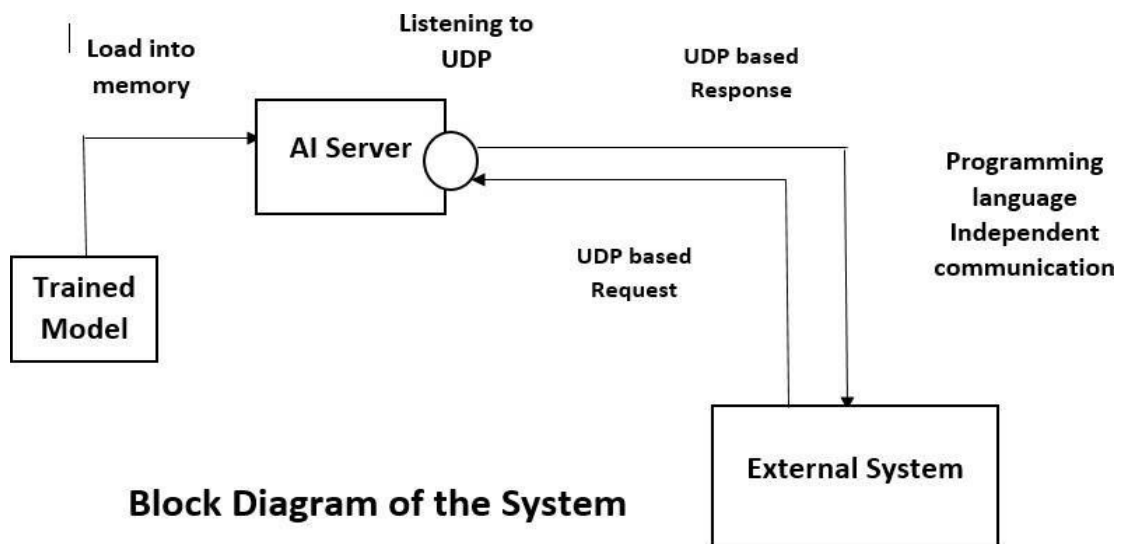 Load into
memory
Listening to
UDP
UDP based
Response
AI Server
Programming
language
Independent
communication
UDP based
Request
Trained
Model
External System
Block Diagram of the System